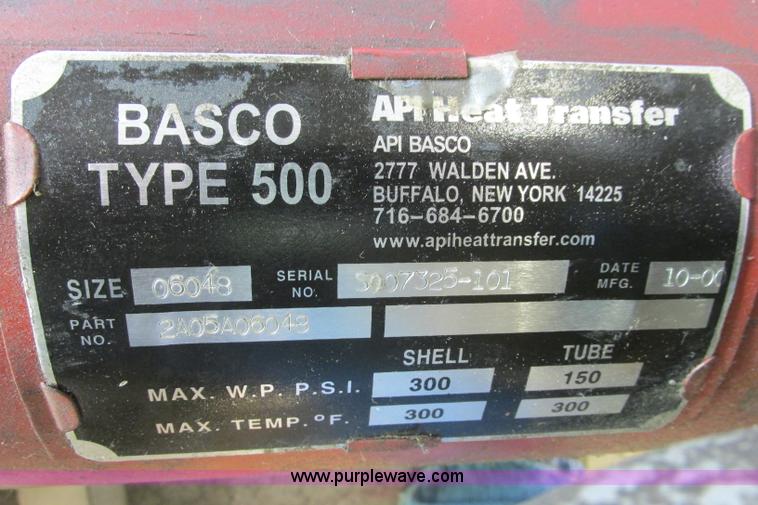 BASCO
TYPE 500
API Heat Transfer
API BASCO
2777 WALDEN AVE.
BUFFALO, NEW YORK 14225
716-684-6700
www.apiheattransfer.com
SIZE 06048 SERIAL NO. DATE MFG. 10-00
PART NO. 2A05A06048
SHELL TUBE
MAX. W.P. P.S.I. 300 150
MAX. TEMP. °F. 300 300
www.purplewave.com